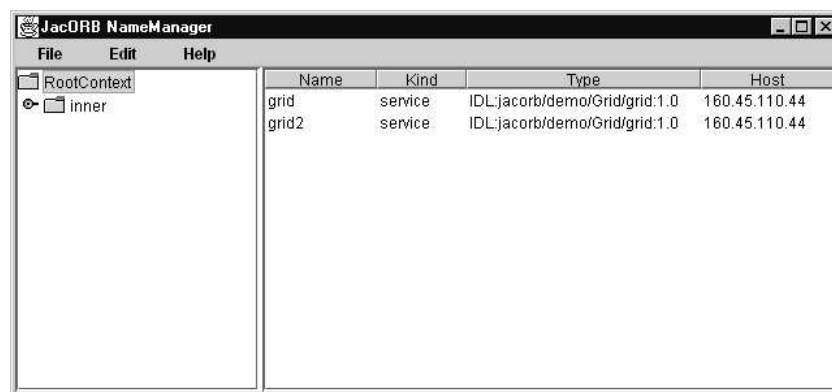 JacORB NameManager
File Edit Help
RootContext
inner
Name Kind Type Host
grid service IDL:jacorb/demo/Grid/grid:1.0 160.45.110.44
grid2 service IDL:jacorb/demo/Grid/grid:1.0 160.45.110.44